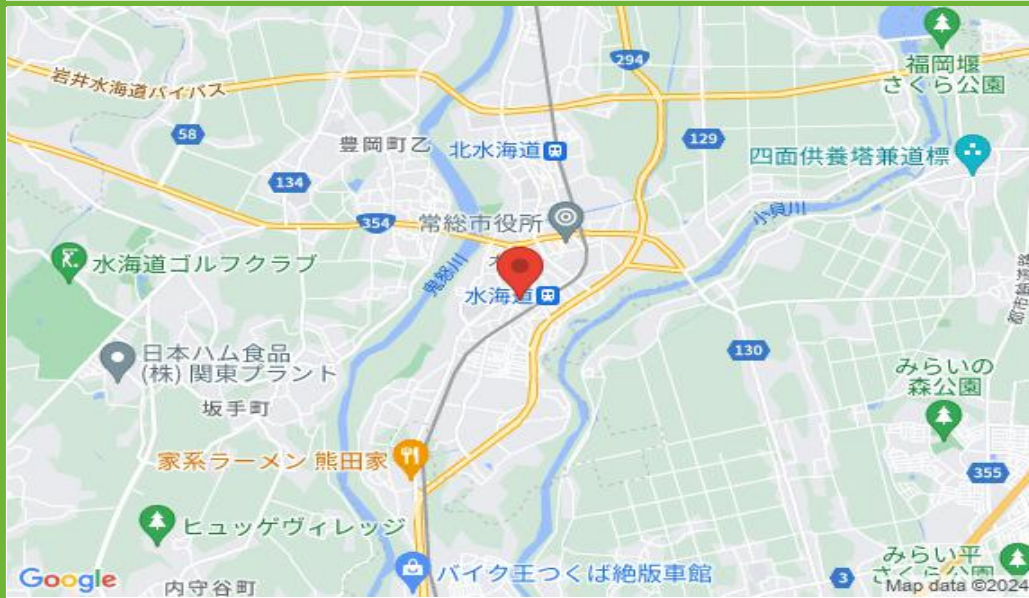 294
福岡堰
さくら公園
岩井水海道バイパス
58
豊岡町乙
北水海道
129
四面供養塔兼道標
134
354
常総市役所
小貝川
水海道ゴルフクラブ
鬼怒川
水海道
日本ハム食品
(株) 関東プラント
130
みらいの
森公園
坂手町
家系ラーメン 熊田家
355
ヒュッゲヴィレッジ
みらい平
さくら公園
バイク王つくば絶版車館
3
内守谷町
Google
Map data ©2024